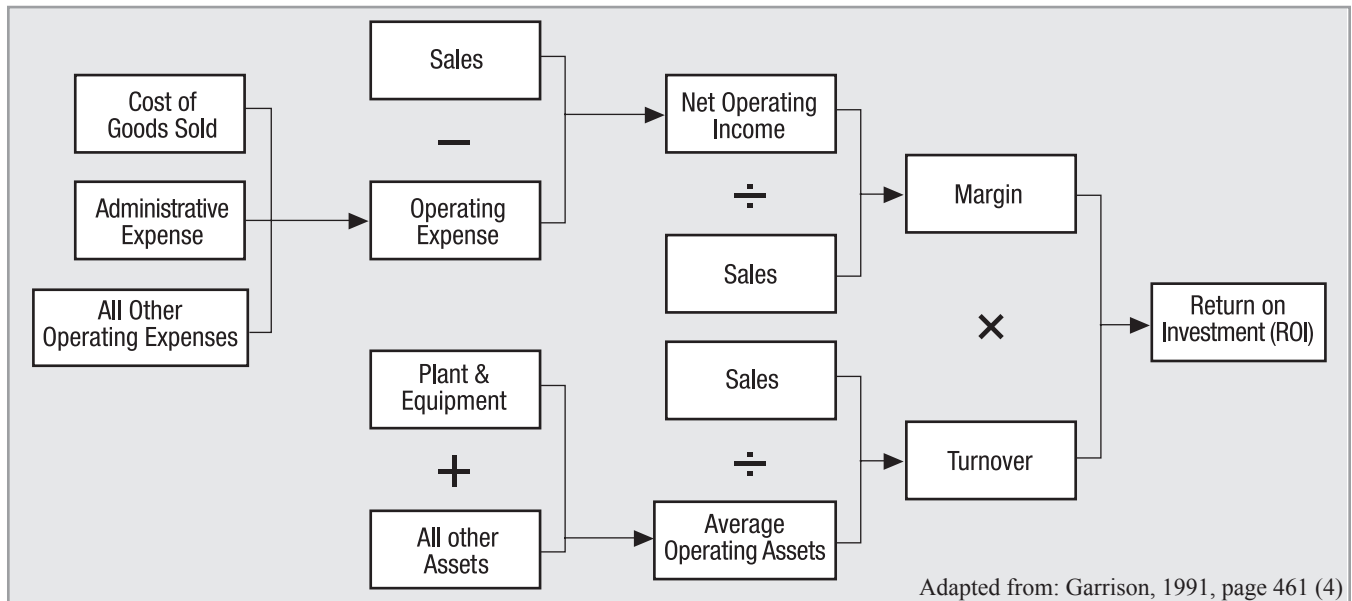 Cost of
Goods Sold
Administrative
Expense
All Other
Operating Expenses
Sales
−
Operating
Expense
Plant &
Equipment
+
All other
Assets
Net Operating
Income
÷
Sales
Sales
÷
Average
Operating Assets
Margin
×
Turnover
Return on
Investment (ROI)
Adapted from: Garrison, 1991, page 461 (4)